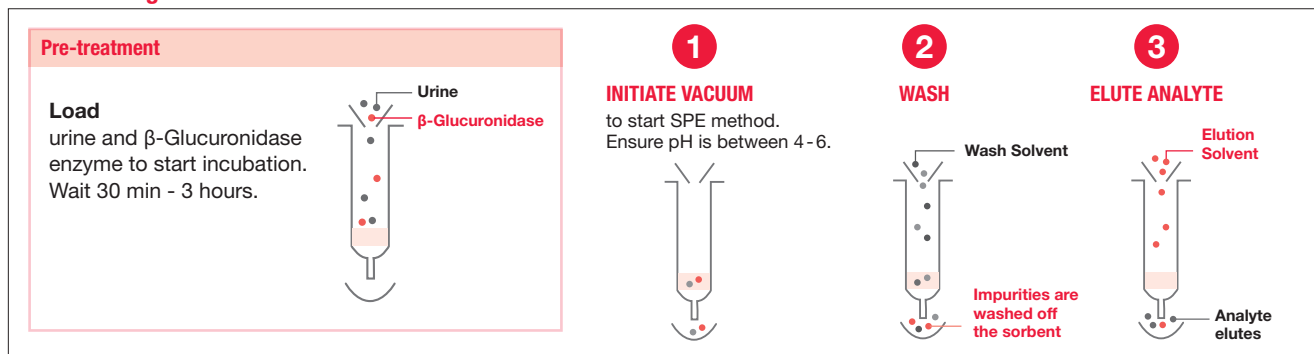 Pre-treatment
Load
urine and β-Glucuronidase
enzyme to start incubation.
Wait 30 min - 3 hours.
Urine
β-Glucuronidase
1
INITIATE VACUUM
to start SPE method.
Ensure pH is between 4-6.
2
WASH
Wash Solvent
Impurities are
washed off
the sorbent
3
ELUTE ANALYTE
Elution
Solvent
Analyte
elutes